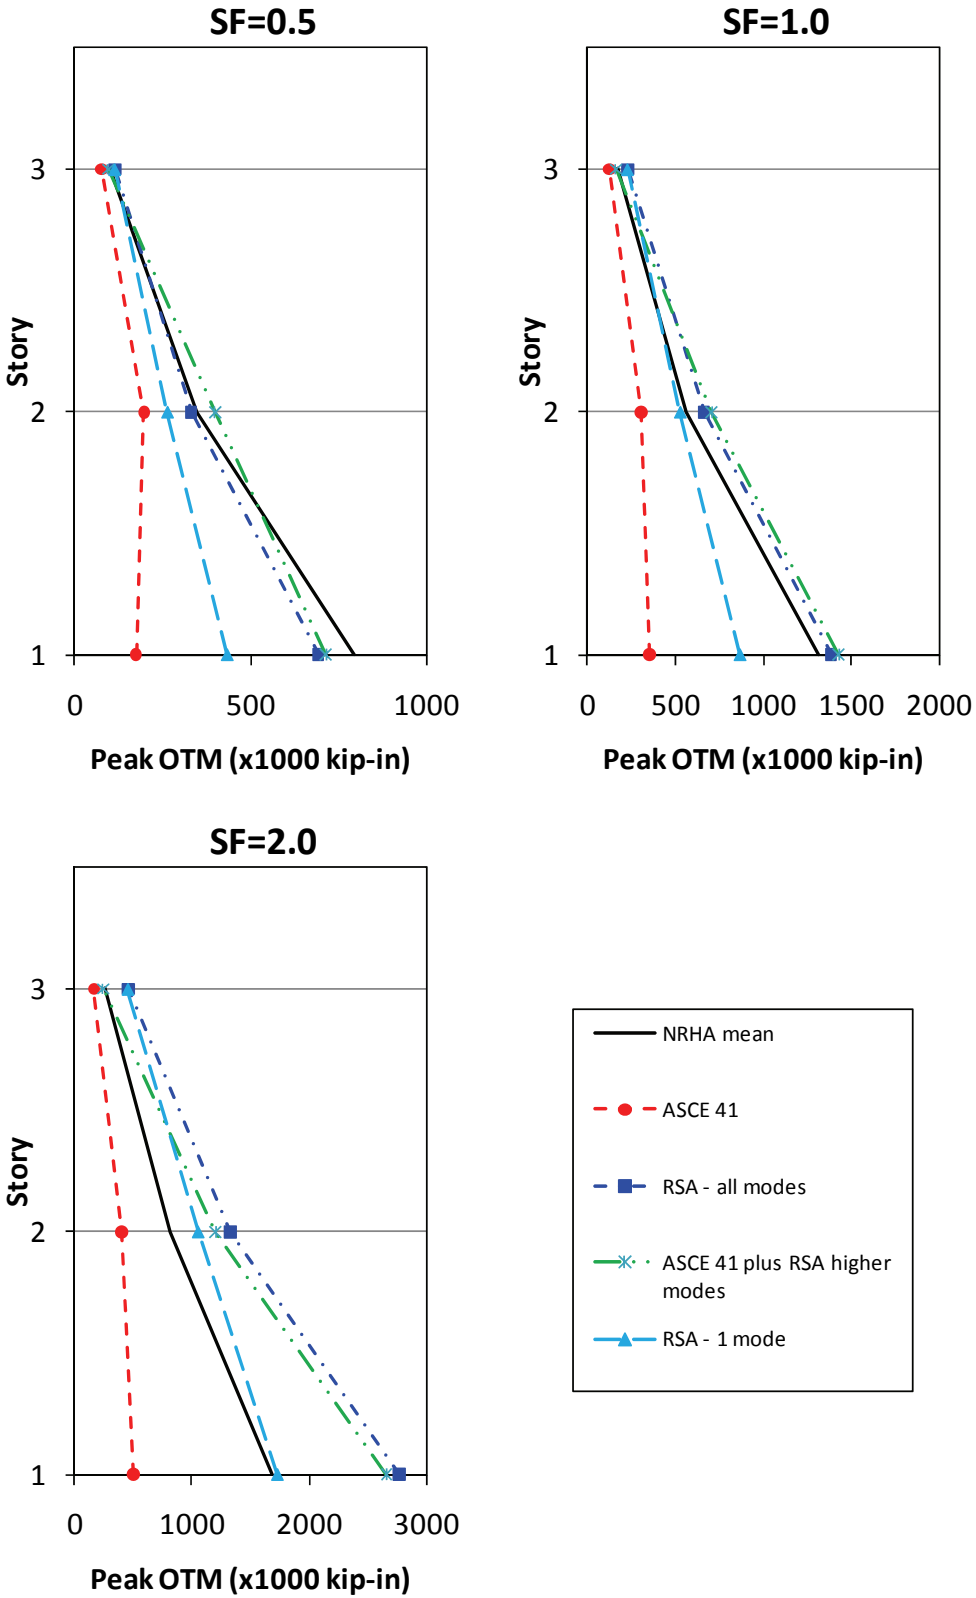 SF=0.5
3
2
1
Story
0 500 1000
Peak OTM (x1000 kip-in)
SF=1.0
3
2
1
Story
0 500 1000 1500 2000
Peak OTM (x1000 kip-in)
SF=2.0
3
2
1
Story
0 1000 2000 3000
Peak OTM (x1000 kip-in)
NRHA mean
ASCE 41
RSA - all modes
ASCE 41 plus RSA higher
modes
RSA - 1 mode